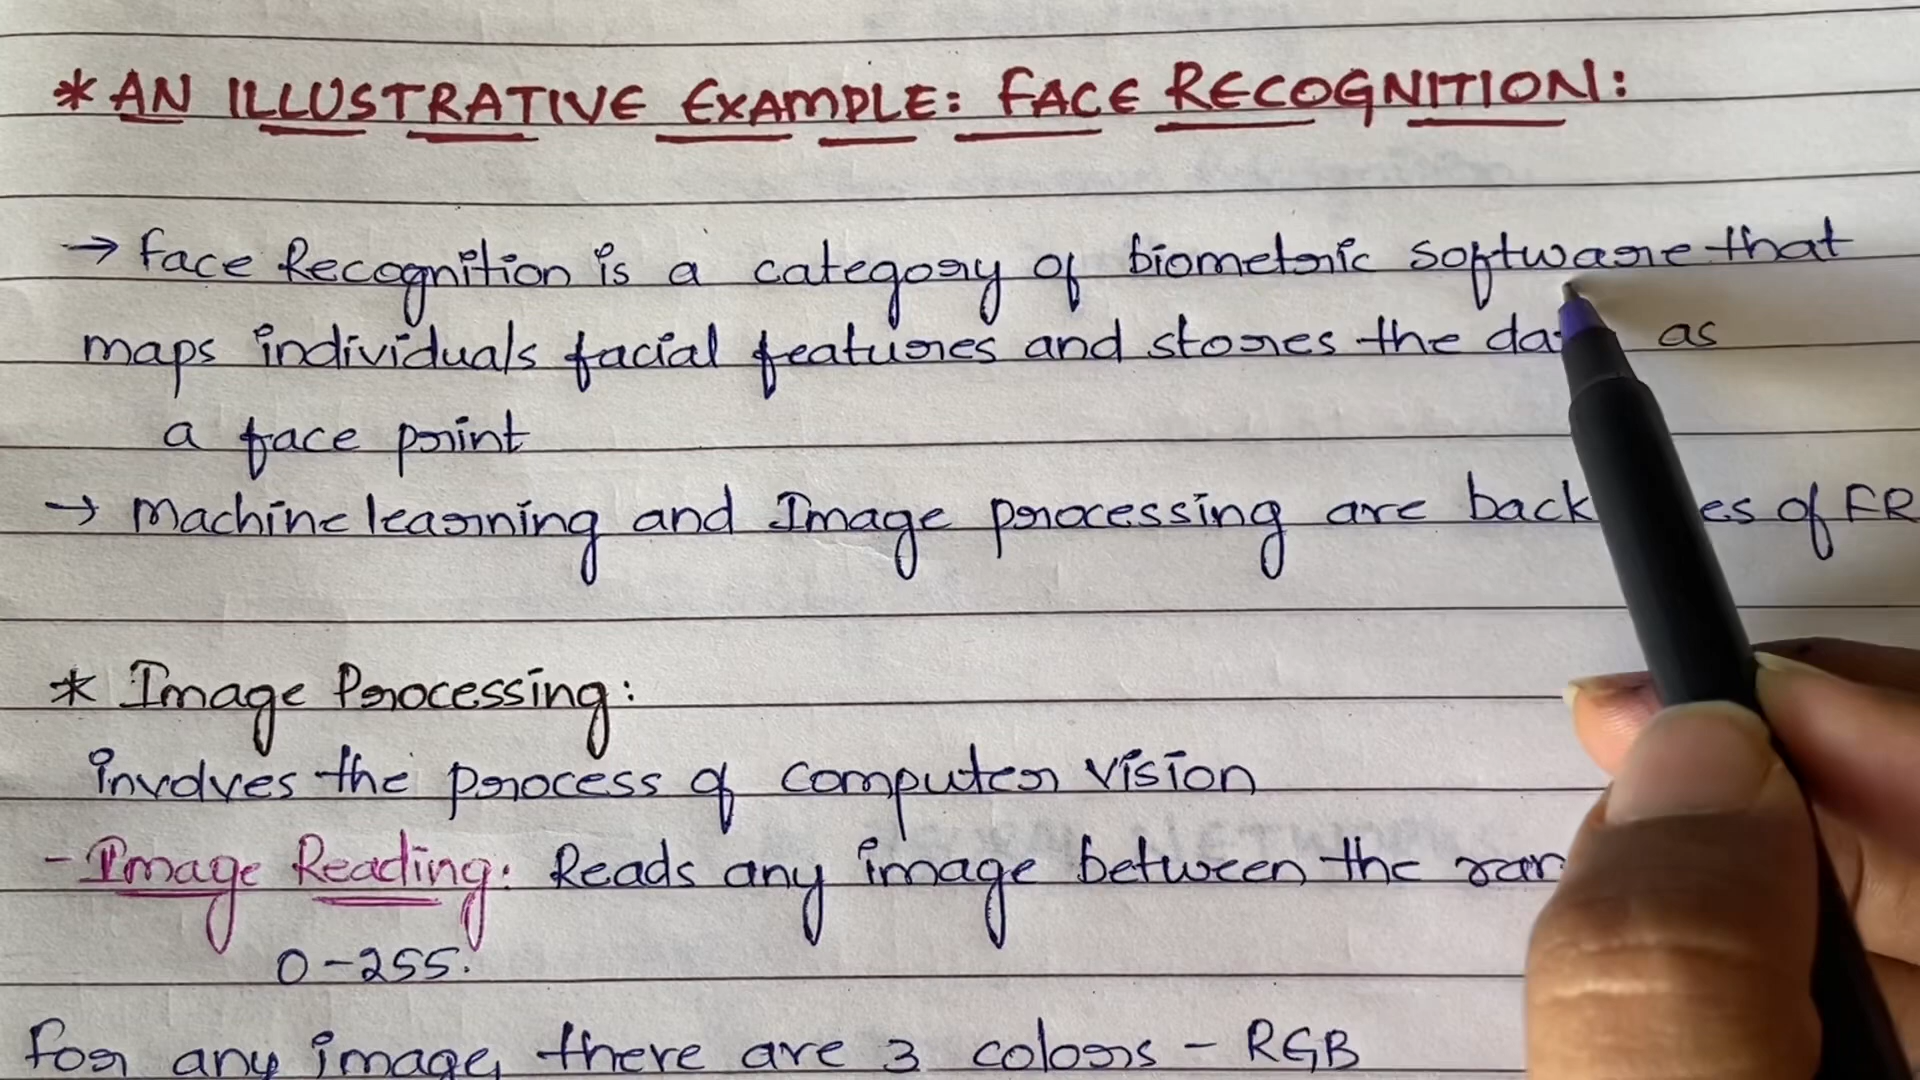 * AN ILLUSTRATIVE EXAMPLE: FACE RECOGNITION:
→ Face Recognition is a category of biometric software that
maps individuals facial features and stores the as
a face print
→ Machine learning and Image processing are of FR
* Image Processing:
involves the process of computer vision
- Image Reading: Reads any image between the
0-255.
For any image, there are 3 colors - RGB